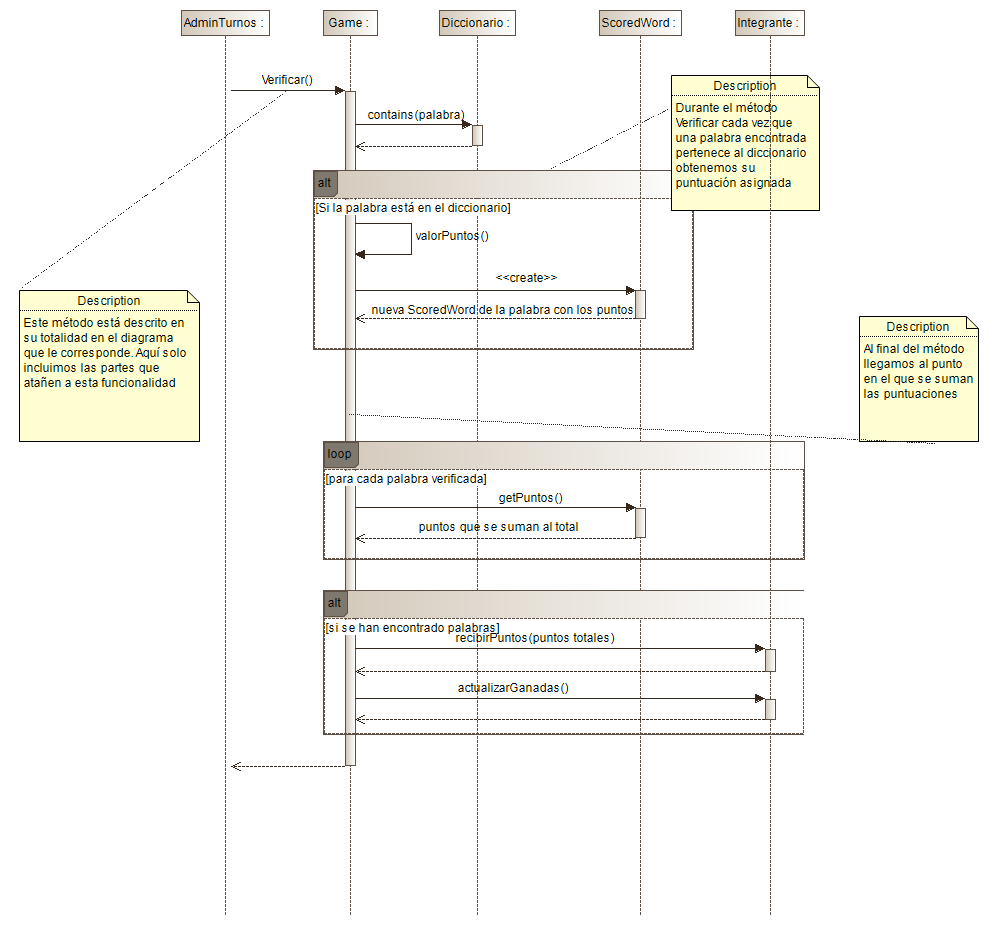 AdminTurnos :
Game :
Diccionario :
ScoredWord :
Integrante :
Verificar()
Description
Durante el método
Verificar cada vez que
una palabra encontrada
pertenece al diccionario
obtenemos su
puntuación asignada
contains(palabra)
alt
[Si la palabra está en el diccionario]
valorPuntos()
<<create>>
nueva ScoredWord de la palabra con los puntos
Description
Este método está descrito en
su totalidad en el diagrama
que le corresponde. Aquí solo
incluimos las partes que
atañen a esta funcionalidad
Description
Al final del método
llegamos al punto
en el que se suman
las puntuaciones
loop
[para cada palabra verificada]
getPuntos()
puntos que se suman al total
alt
[si se han encontrado palabras]
recibirPuntos(puntos totales)
actualizarGanadas()